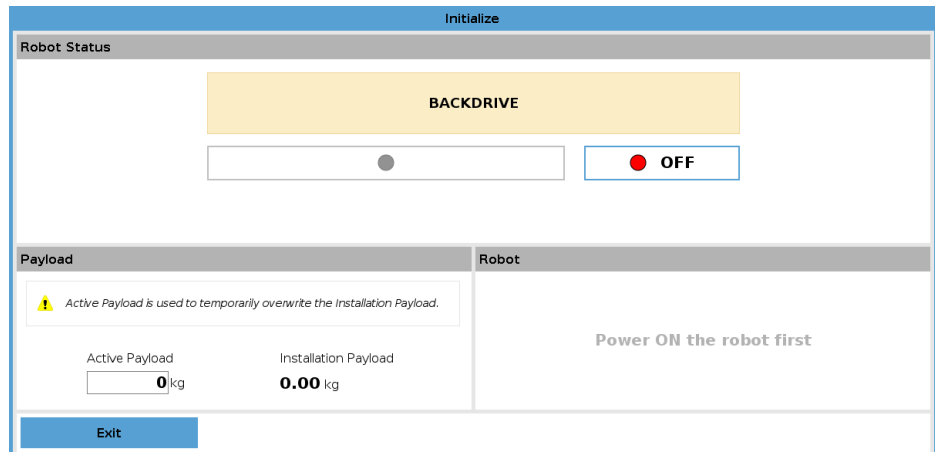 Initialize
Robot Status
BACKDRIVE
OFF
Payload
Robot
Active Payload is used to temporarily overwrite the Installation Payload.
Power ON the robot first
Active Payload
Installation Payload
0 kg
0.00 kg
Exit